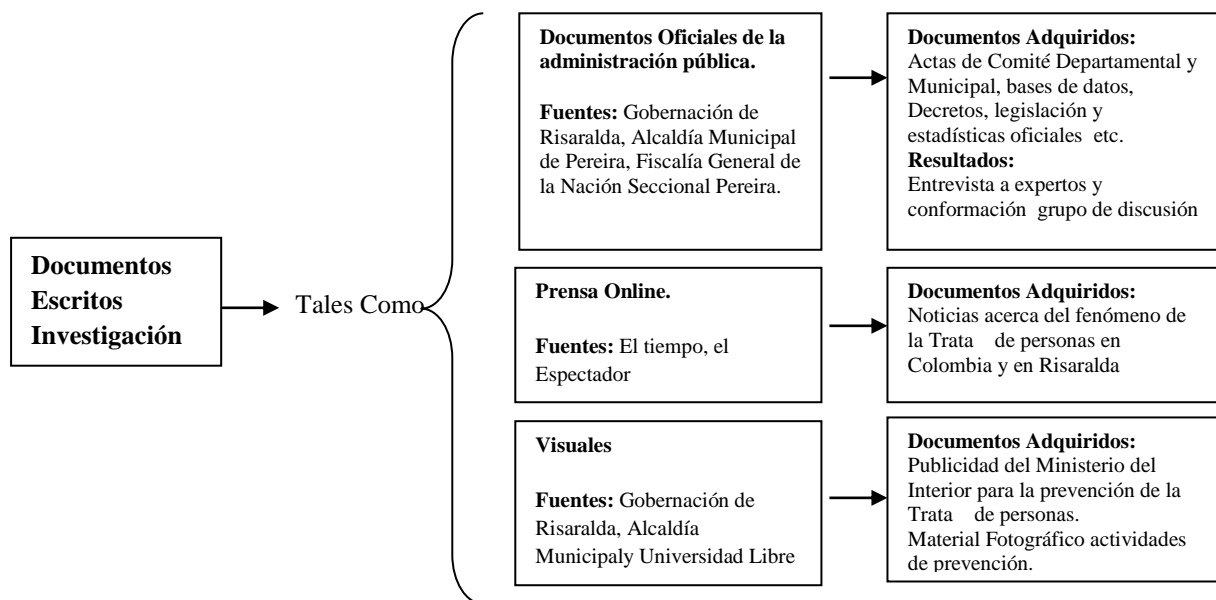 Documentos
Escritos
Investigación
Tales Como
Documentos Oficiales de la
administración pública.
Fuentes: Gobernación de
Risaralda, Alcaldía Municipal
de Pereira, Fiscalía General de
la Nación Seccional Pereira.
Documentos Adquiridos:
Actas de Comité Departamental y
Municipal, bases de datos,
Decretos, legislación y
estadísticas oficiales etc.
Resultados:
Entrevista a expertos y
conformación grupo de discusión
Prensa Online.
Fuentes: El tiempo, el
Espectador
Documentos Adquiridos:
Noticias acerca del fenómeno de
la Trata de personas en
Colombia y en Risaralda
Visuales
Fuentes: Gobernación de
Risaralda, Alcaldía
Municipaly Universidad Libre
Documentos Adquiridos:
Publicidad del Ministerio del
Interior para la prevención de la
Trata de personas.
Material Fotográfico actividades
de prevención.